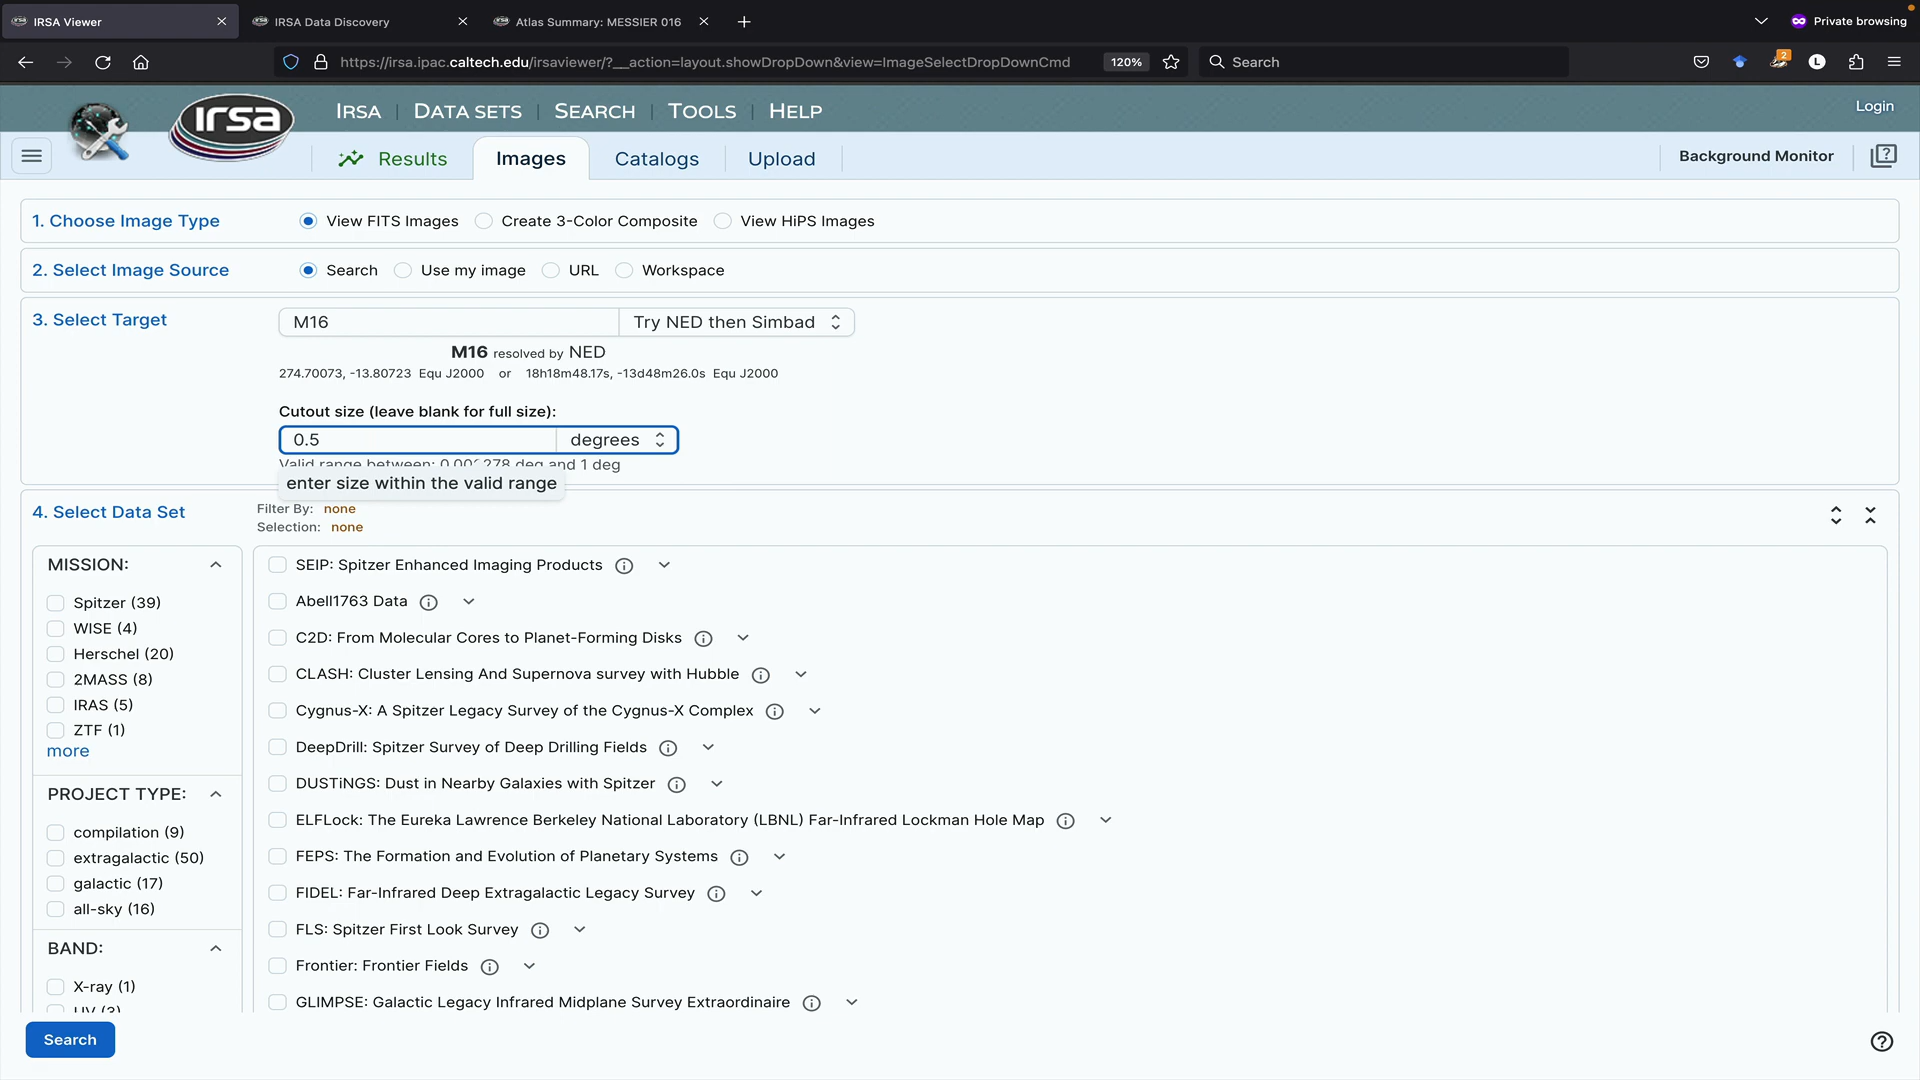 IRSA Viewer
IRSA Data Discovery
Atlas Summary: MESSIER 016
Private browsing
https://irsa.ipac.caltech.edu/irsaviewer/?__action=layout.showDropDown&view=ImageSelectDropDownCmd
120%
Search
2
L
irsa
IRSA
DATA SETS
SEARCH
TOOLS
HELP
Login
Results
Images
Catalogs
Upload
Background Monitor
1. Choose Image Type
View FITS Images
Create 3-Color Composite
View HiPS Images
2. Select Image Source
Search
Use my image
URL
Workspace
3. Select Target
M16
Try NED then Simbad
M16 resolved by NED
274.70073, -13.80723 Equ J2000 or 18h18m48.17s, -13d48m26.0s Equ J2000
Cutout size (leave blank for full size):
0.5
degrees
Valid range between: 278 deg and 1 deg
enter size within the valid range
4. Select Data Set
Filter By: none
Selection: none
MISSION:
Spitzer (39)
WISE (4)
Herschel (20)
2MASS (8)
IRAS (5)
ZTF (1)
more
PROJECT TYPE:
compilation (9)
extragalactic (50)
galactic (17)
all-sky (16)
BAND:
X-ray (1)
UV (3)
SEIP: Spitzer Enhanced Imaging Products
Abell1763 Data
C2D: From Molecular Cores to Planet-Forming Disks
CLASH: Cluster Lensing And Supernova survey with Hubble
Cygnus-X: A Spitzer Legacy Survey of the Cygnus-X Complex
DeepDrill: Spitzer Survey of Deep Drilling Fields
DUSTiNGS: Dust in Nearby Galaxies with Spitzer
ELFLock: The Eureka Lawrence Berkeley National Laboratory (LBNL) Far-Infrared Lockman Hole Map
FEPS: The Formation and Evolution of Planetary Systems
FIDEL: Far-Infrared Deep Extragalactic Legacy Survey
FLS: Spitzer First Look Survey
Frontier: Frontier Fields
GLIMPSE: Galactic Legacy Infrared Midplane Survey Extraordinaire
Search